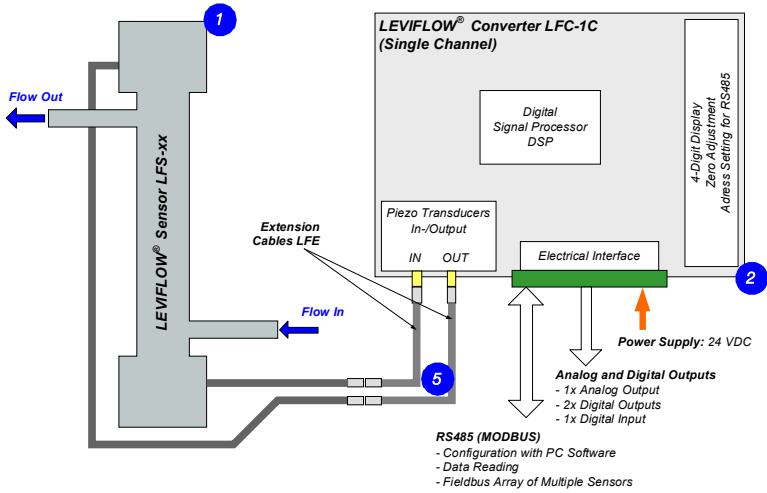 1
LEVIFLOW® Converter LFC-1C
(Single Channel)
Flow Out
Digital
Signal Processor
DSP
4-Digit Display
Zero Adjustment
Adress Setting for RS485
LEVIFLOW® Sensor LFS-xx
Piezo Transducers
In-/Output
IN OUT
Extension
Cables LFE
Electrical Interface
2
Flow In
Power Supply: 24 VDC
5
Analog and Digital Outputs
- 1x Analog Output
- 2x Digital Outputs
- 1x Digital Input
RS485 (MODBUS)
- Configuration with PC Software
- Data Reading
- Fieldbus Array of Multiple Sensors